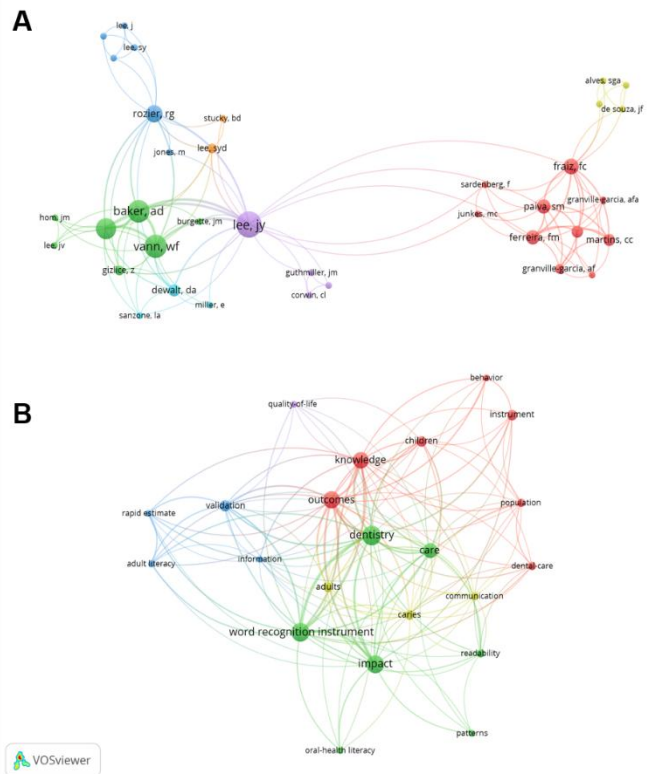 A
lee, j
lee, sy
rozier, rg
stucky, bd
jones, m
lee, syd
baker, ad
horn, jm
burgette, jm
lee, jy
vann, wf
lee, jv
gizlice, z
dewalt, da
guthmiller, jm
corwin, cl
miller, e
sanzone, la
alves, sga
de souza, jf
fraiz, fc
sardenberg, f
granville-garcia, afa
paiva, sm
junkes, mc
ferreira, fm
martins, cc
granville-garcia, af
B
behavior
quality-of-life
instrument
children
knowledge
outcomes
population
rapid estimate
validation
dentistry
care
adult literacy
information
dental-care
adults
communication
caries
word recognition instrument
readability
impact
patterns
oral-health literacy
VOSviewer